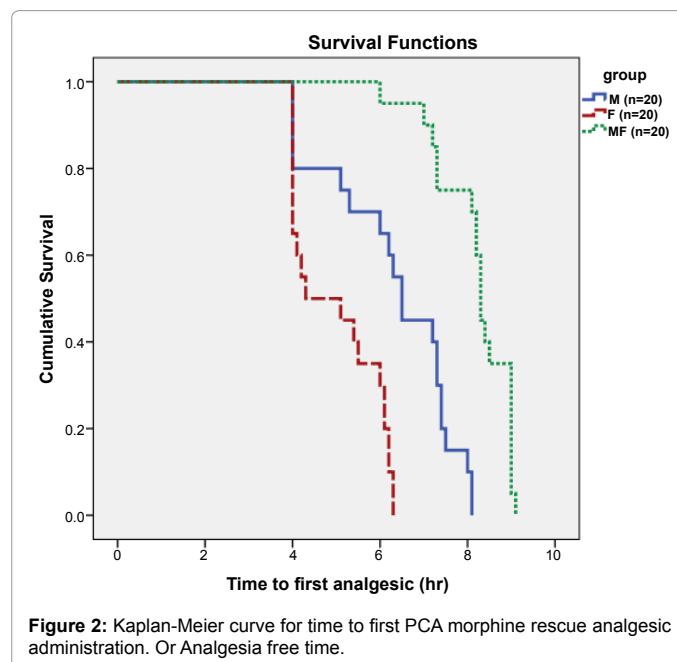 Survival Functions
group
M (n=20)
F (n=20)
MF (n=20)
Cumulative Survival
1.0
0.8
0.6
0.4
0.2
0.0
0 2 4 6 8 10
Time to first analgesic (hr)
Figure 2: Kaplan-Meier curve for time to first PCA morphine rescue analgesic
administration. Or Analgesia free time.